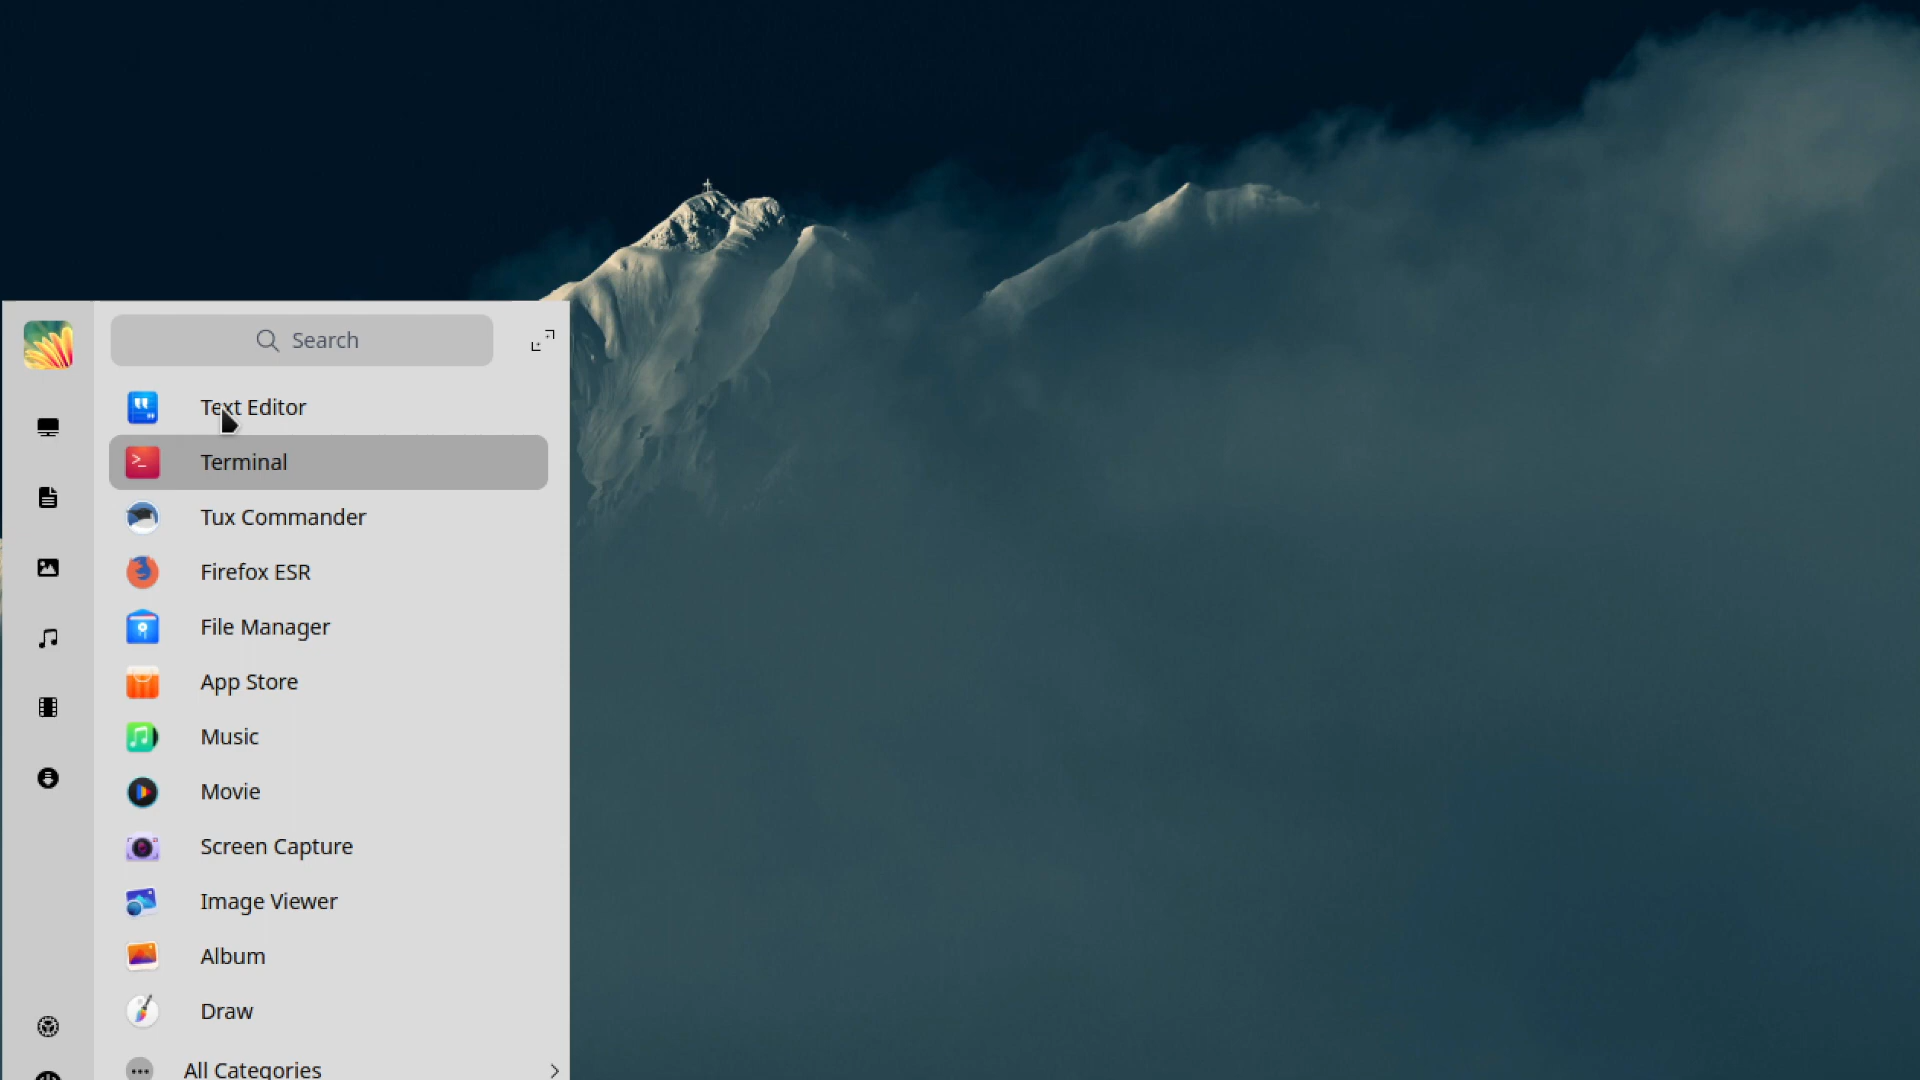 Search
Text Editor
Terminal
Tux Commander
Firefox ESR
File Manager
App Store
Music
Movie
Screen Capture
Image Viewer
Album
Draw
All Categories